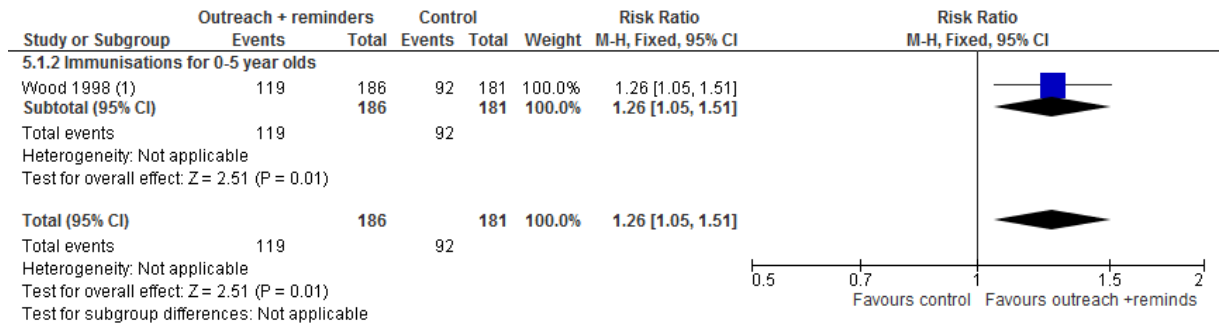 Outreach + reminders Control Risk Ratio Risk Ratio
Study or Subgroup Events Total Events Total Weight M-H, Fixed, 95% CI M-H, Fixed, 95% CI
5.1.2 Immunisations for 0-5 year olds
Wood 1998 (1) 119 186 92 181 100.0% 1.26 [1.05, 1.51]
Subtotal (95% CI) 186 181 100.0% 1.26 [1.05, 1.51]
Total events 119 92
Heterogeneity: Not applicable
Test for overall effect: Z = 2.51 (P = 0.01)
Total (95% CI) 186 181 100.0% 1.26 [1.05, 1.51]
Total events 119 92
Heterogeneity: Not applicable
Test for overall effect: Z = 2.51 (P = 0.01)
Test for subgroup differences: Not applicable
0.5 0.7 1 1.5 2
Favours control Favours outreach +reminds